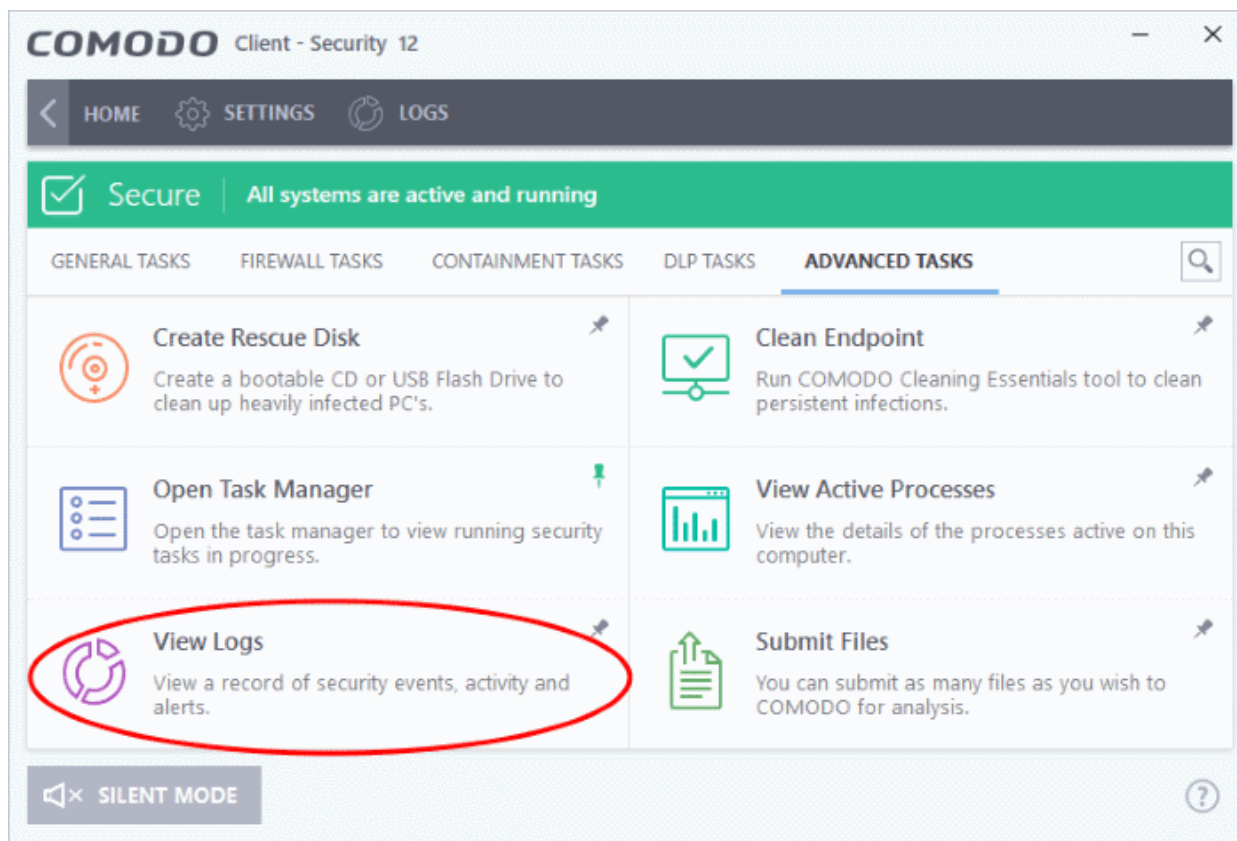 COMODO Client - Security 12
HOME SETTINGS LOGS
Secure All systems are active and running
GENERAL TASKS FIREWALL TASKS CONTAINMENT TASKS DLP TASKS ADVANCED TASKS
Create Rescue Disk
Create a bootable CD or USB Flash Drive to
clean up heavily infected PC's.
Clean Endpoint
Run COMODO Cleaning Essentials tool to clean
persistent infections.
Open Task Manager
Open the task manager to view running security
tasks in progress.
View Active Processes
View the details of the processes active on this
computer.
View Logs
View a record of security events, activity and
alerts.
Submit Files
You can submit as many files as you wish to
COMODO for analysis.
SILENT MODE
?